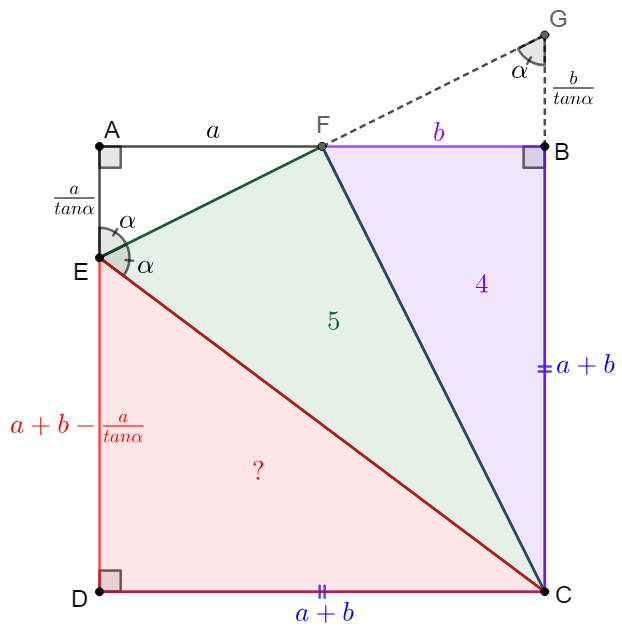 G
α
b/tanα
A
a
F
b
B
a/tanα
α
E
α
4
5
a + b
a + b − a/tanα
?
D
C
a + b